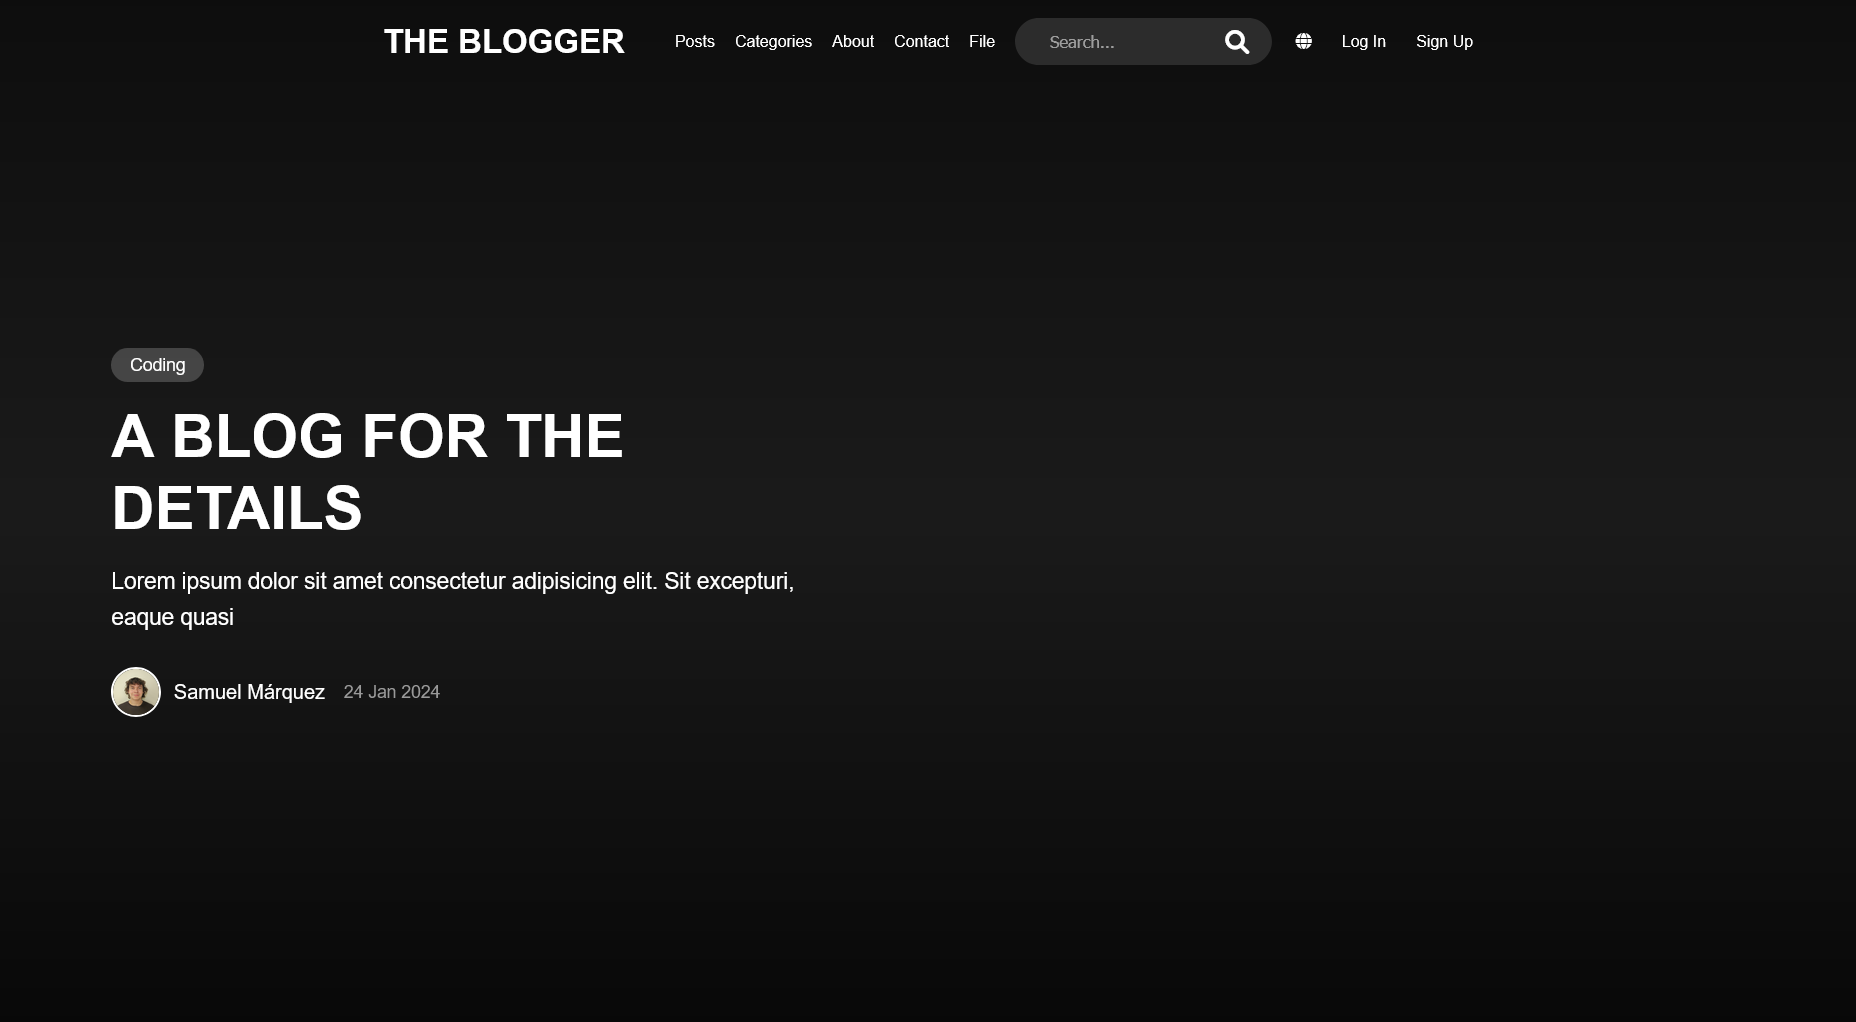 THE BLOGGER Posts Categories About Contact File Search... Log In Sign Up
Coding
A BLOG FOR THE
DETAILS
Lorem ipsum dolor sit amet consectetur adipisicing elit. Sit excepturi,
eaque quasi
Samuel Márquez 24 Jan 2024